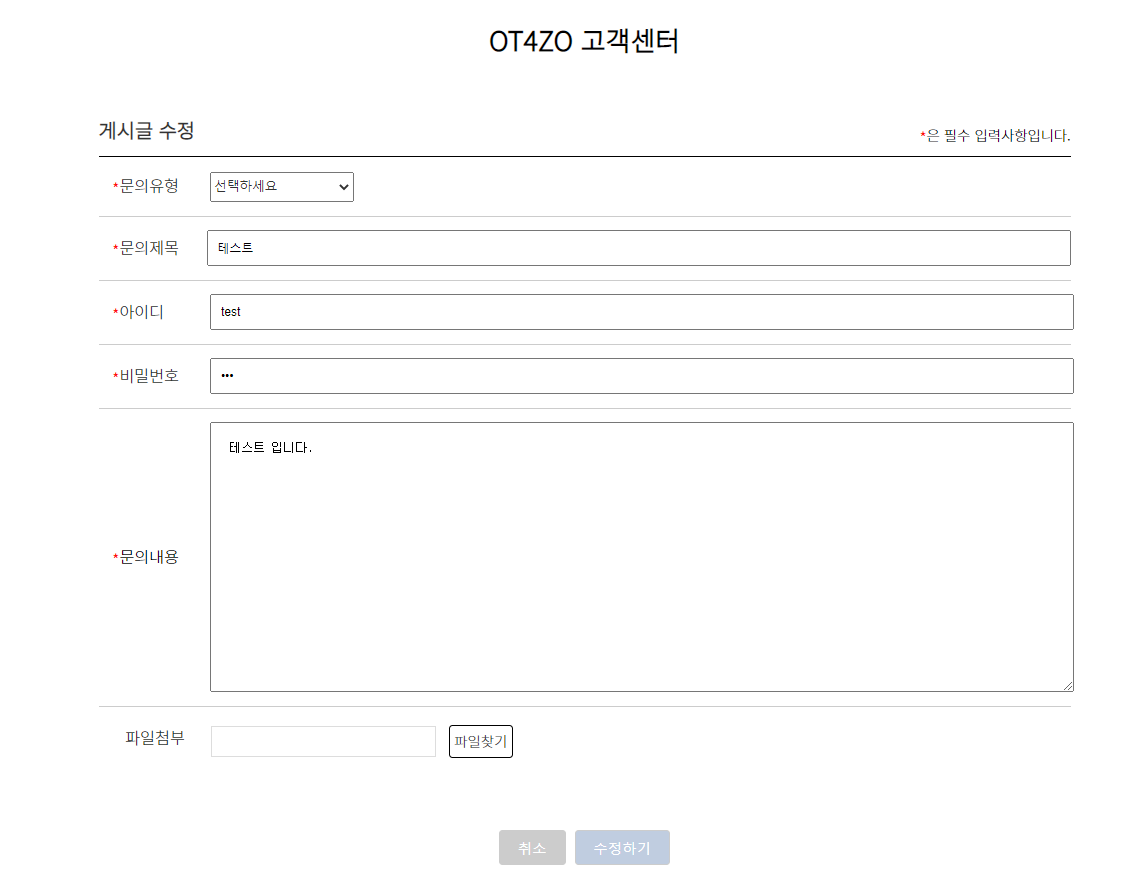 OT4ZO 고객센터
게시글 수정
*은 필수 입력사항입니다.
*문의유형 선택하세요
*문의제목 테스트
*아이디 test
*비밀번호 •••
테스트 입니다.
*문의내용
파일첨부 파일찾기
취소 수정하기